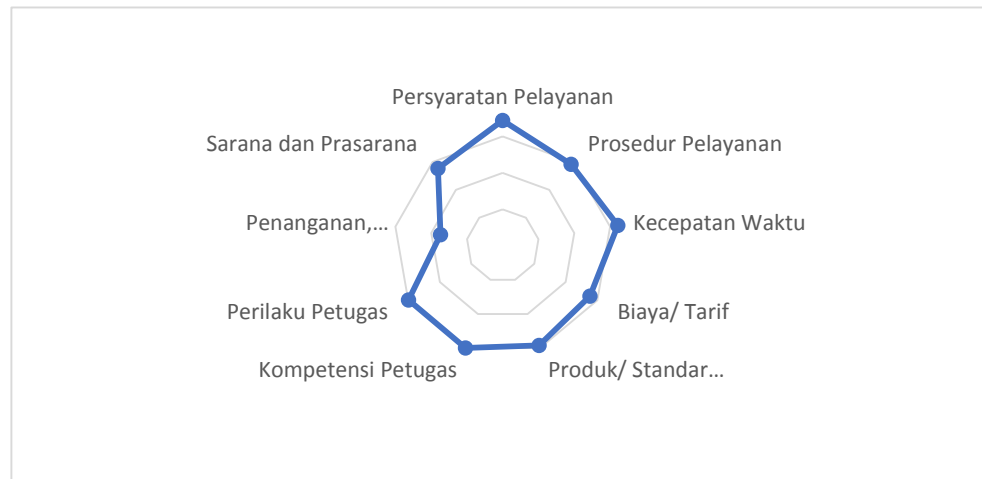 Persyaratan Pelayanan
Prosedur Pelayanan
Kecepatan Waktu
Biaya/ Tarif
Produk/ Standar...
Kompetensi Petugas
Perilaku Petugas
Penanganan,...
Sarana dan Prasarana